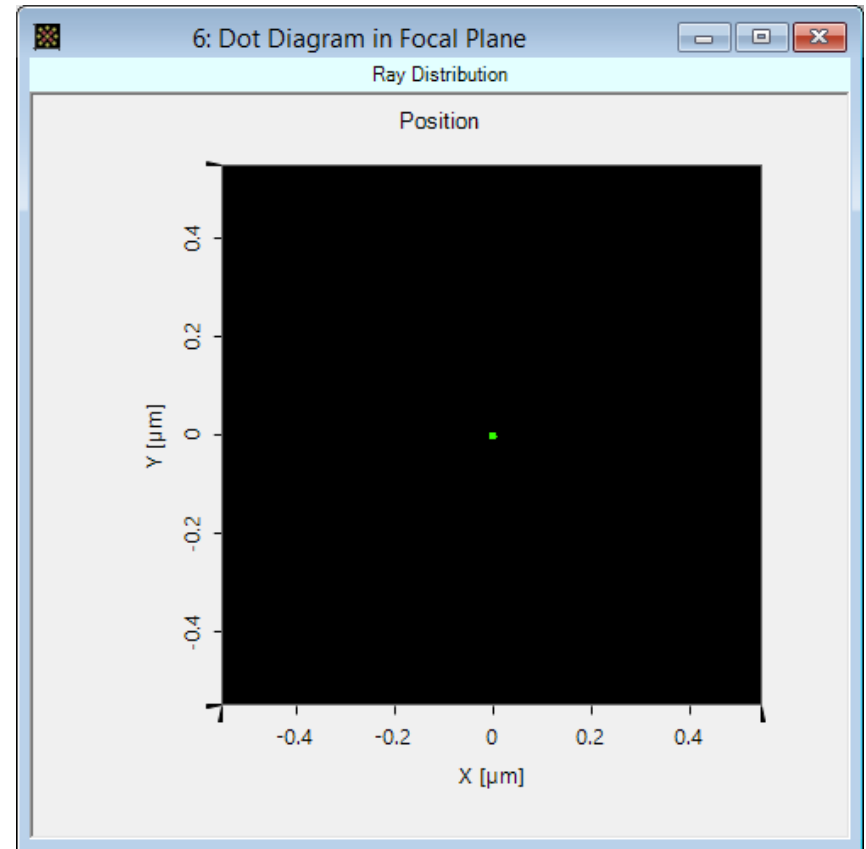 6: Dot Diagram in Focal Plane
Ray Distribution
Position
0.4
0.2
0
-0.2
-0.4
Y [µm]
-0.4 -0.2 0 0.2 0.4
X [µm]